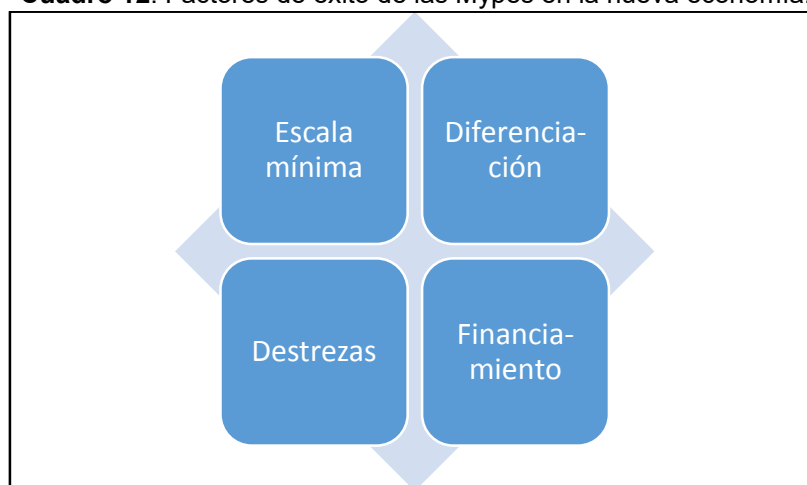 Cuadro 12. Factores de éxito de las Mypes en la nueva economía.
Escala
mínima
Diferencia-
ción
Destrezas
Financia-
miento